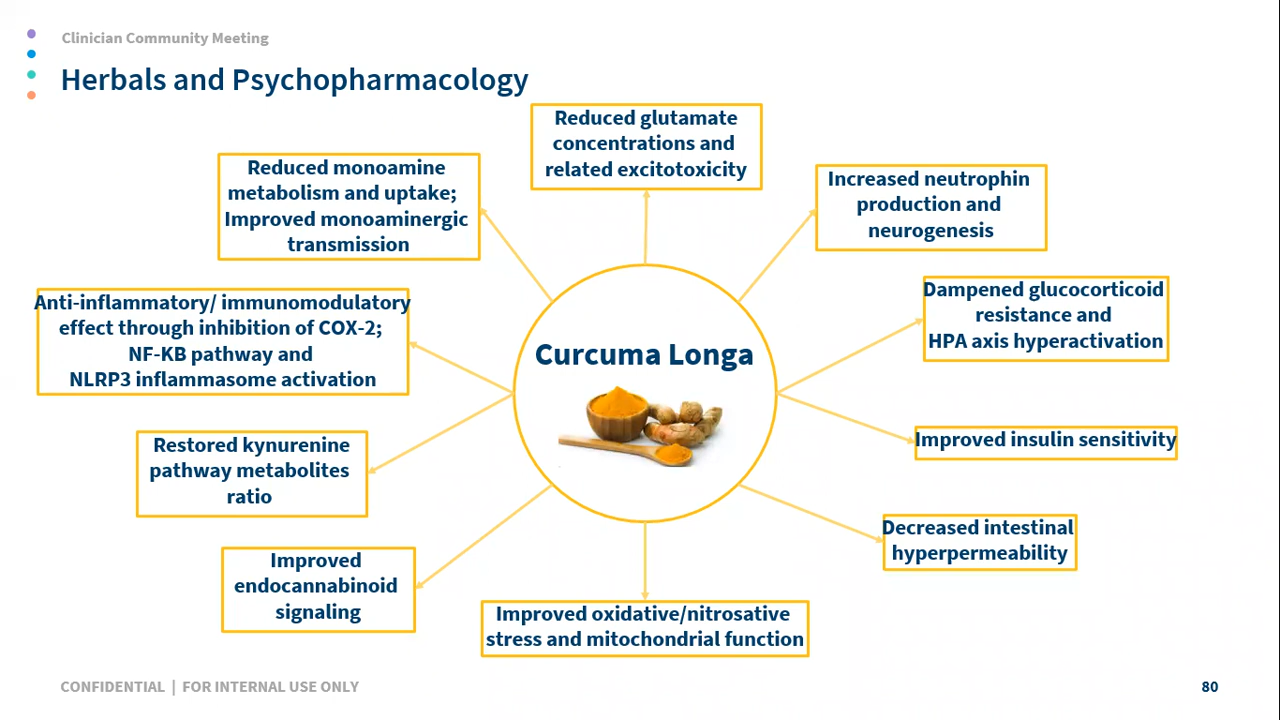 Clinician Community Meeting
Herbals and Psychopharmacology
Reduced glutamate
concentrations and
related excitotoxicity
Reduced monoamine
metabolism and uptake;
Improved monoaminergic
transmission
Increased neutrophin
production and
neurogenesis
Anti-inflammatory/ immunomodulatory
effect through inhibition of COX-2;
NF-KB pathway and
NLRP3 inflammasome activation
Dampened glucocorticoid
resistance and
HPA axis hyperactivation
Curcuma Longa
Restored kynurenine
pathway metabolites
ratio
Improved insulin sensitivity
Improved
endocannabinoid
signaling
Decreased intestinal
hyperpermeability
Improved oxidative/nitrosative
stress and mitochondrial function
CONFIDENTIAL | FOR INTERNAL USE ONLY
80